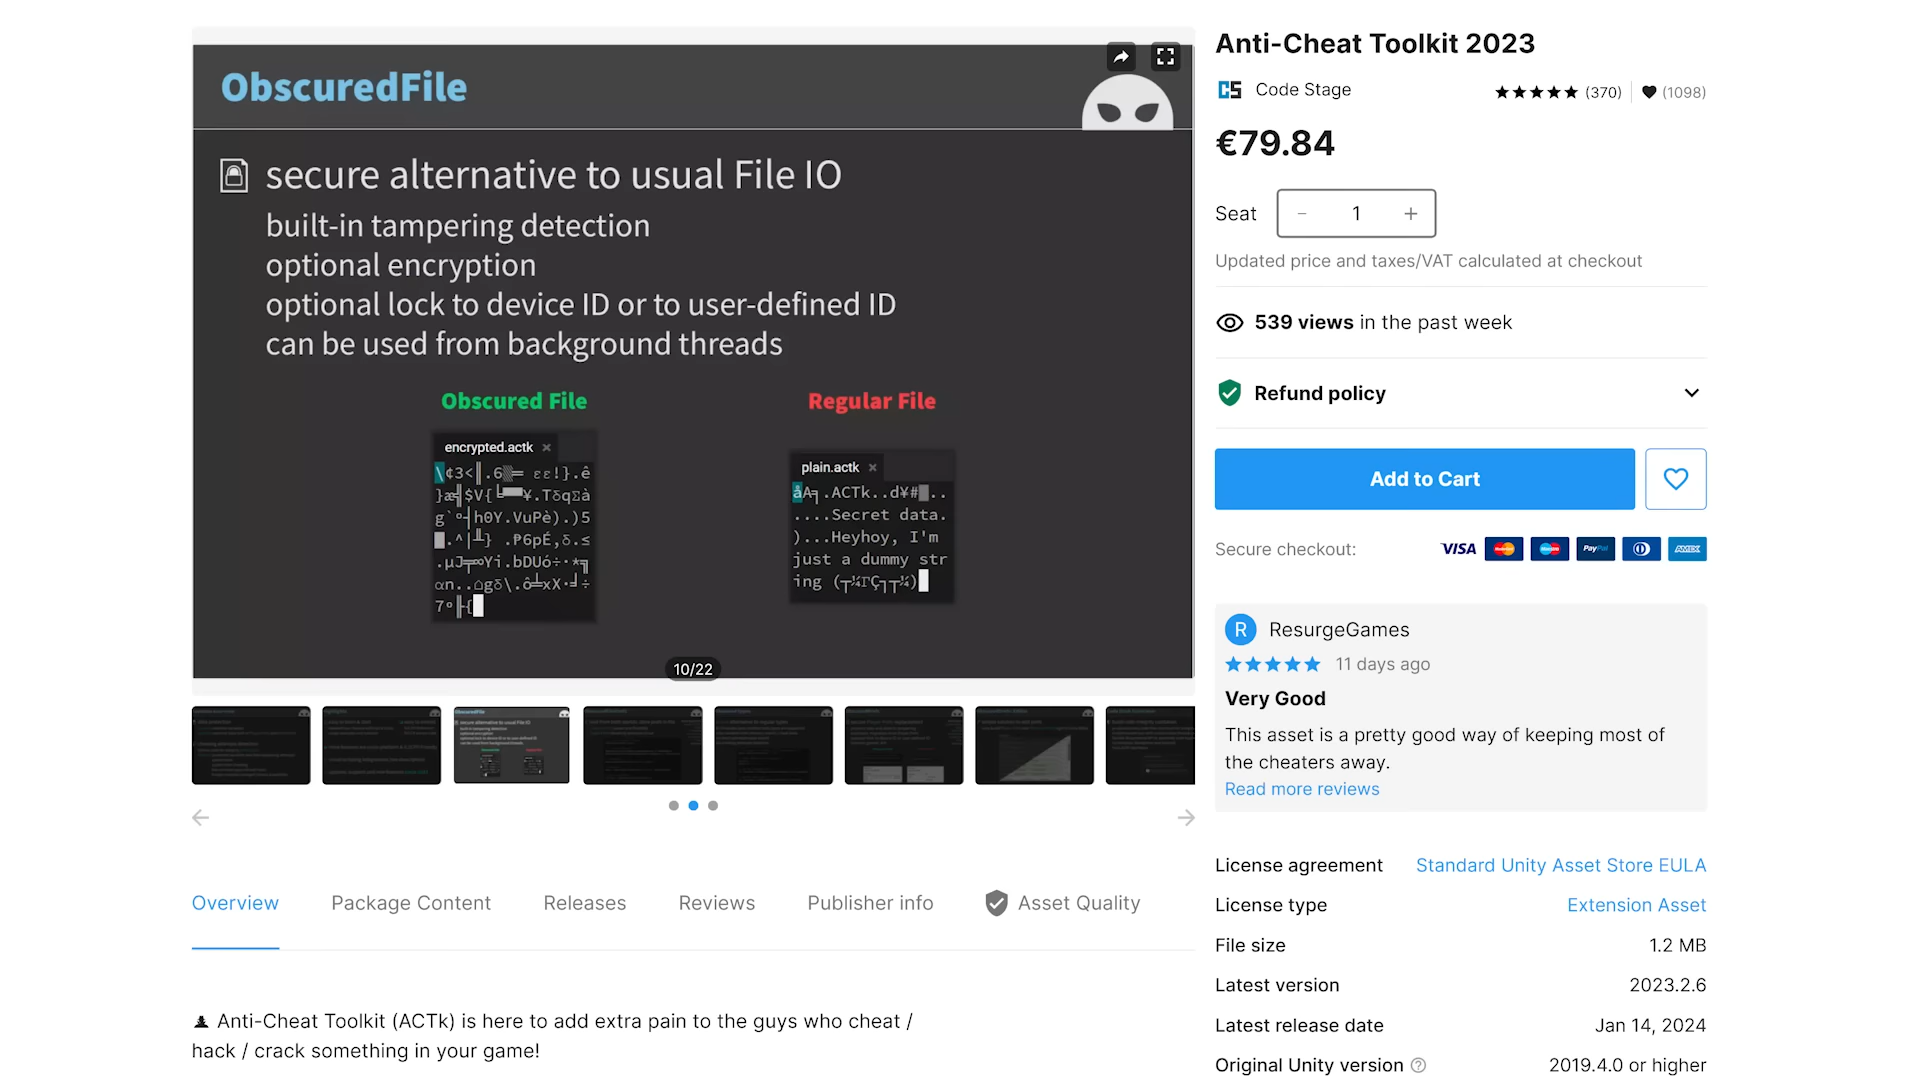 ObscuredFile
secure alternative to usual File IO
built-in tampering detection
optional encryption
optional lock to device ID or to user-defined ID
can be used from background threads
Obscured File
Regular File
encrypted.actk ×
plain.actk ×
....Secret data.
)...Heyhoy, I'm
just a dummy str
10/22
Overview
Package Content
Releases
Reviews
Publisher info
Asset Quality
Anti-Cheat Toolkit (ACTk) is here to add extra pain to the guys who cheat /
hack / crack something in your game!
Anti-Cheat Toolkit 2023
Code Stage
(370)
(1098)
€79.84
Seat
- 1 +
Updated price and taxes/VAT calculated at checkout
539 views in the past week
Refund policy
Add to Cart
Secure checkout:
VISA
PayPal
AMEX
R
ResurgeGames
11 days ago
Very Good
This asset is a pretty good way of keeping most of
the cheaters away.
Read more reviews
License agreement Standard Unity Asset Store EULA
License type Extension Asset
File size 1.2 MB
Latest version 2023.2.6
Latest release date Jan 14, 2024
Original Unity version 2019.4.0 or higher